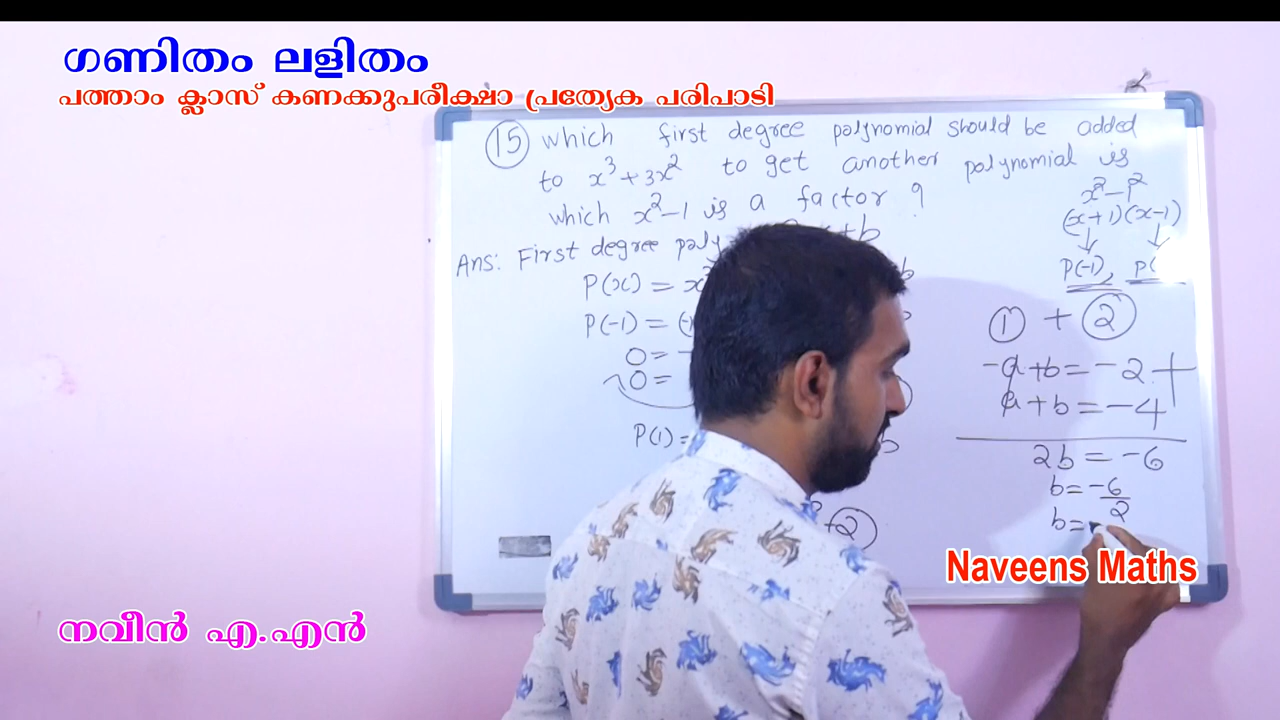 ഗണിതം ലളിതം
പത്താം ക്ലാസ് കണക്കുപരീക്ഷാ പ്രത്യേക പരിപാടി
15 which first degree polynomial should be added
to x³+3x² to get another polynomial is
which x²-1 is a factor ?
Ans: First degree poly
P(x) =
P(-1) =
0 = -
0 =
P(1) =
+b
b
+ 2
x²-1²
(x+1)(x-1)
P(-1),
1 + 2
-a+b=-2 +
a+b=-4
2b = -6
b = -6/2
b =
Naveens Maths
നവീൻ എ.എൻ